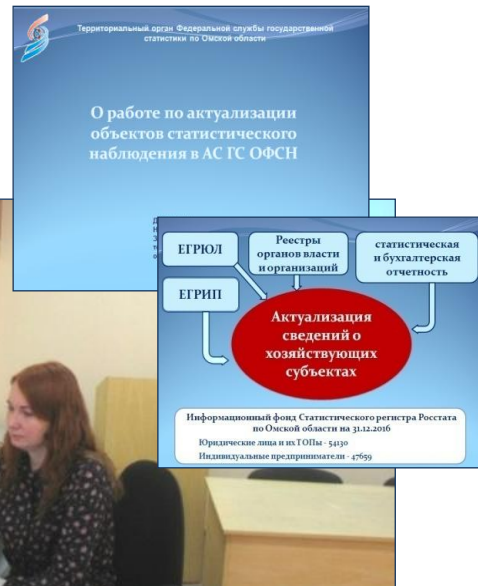 Территориальный орган Федеральной службы государственной
статистики по Омской области
О работе по актуализации
объектов статистического
наблюдения в АС ГС ОФСН
ЕГРЮЛ
Реестры
органов власти
и организаций
статистическая
и бухгалтерская
отчетность
ЕГРИП
Актуализация
сведений о
хозяйствующих
субъектах
Информационный фонд Статистического регистра Росстата
по Омской области на 31.12.2016
Юридические лица и их ТОПы - 54130
Индивидуальные предприниматели - 47659